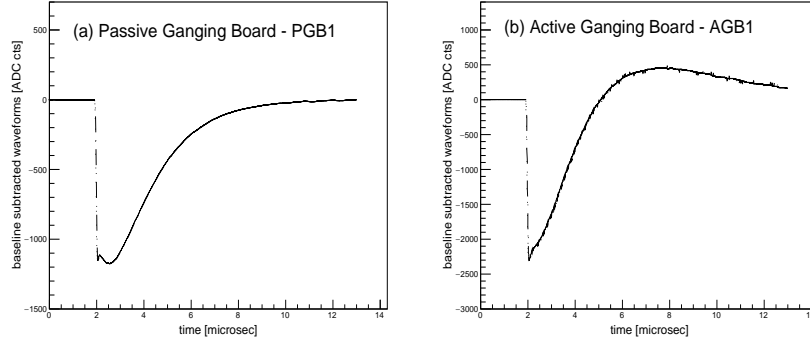 (a) Passive Ganging Board - PGB1
baseline subtracted waveforms [ADC cts]
500
0
−500
−1000
−1500
0 2 4 6 8 10 12 14
time [microsec]
(b) Active Ganging Board - AGB1
baseline subtracted waveforms [ADC cts]
1000
500
0
−500
−1000
−1500
−2000
−2500
−3000
0 2 4 6 8 10 12 14
time [microsec]